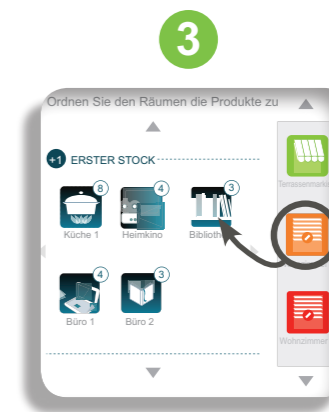 3
Ordnen Sie den Räumen die Produkte zu
+1 ERSTER STOCK
8 4 3
Küche 1 Heimkino
4 3
Büro 1 Büro 2
Wohnzimmer